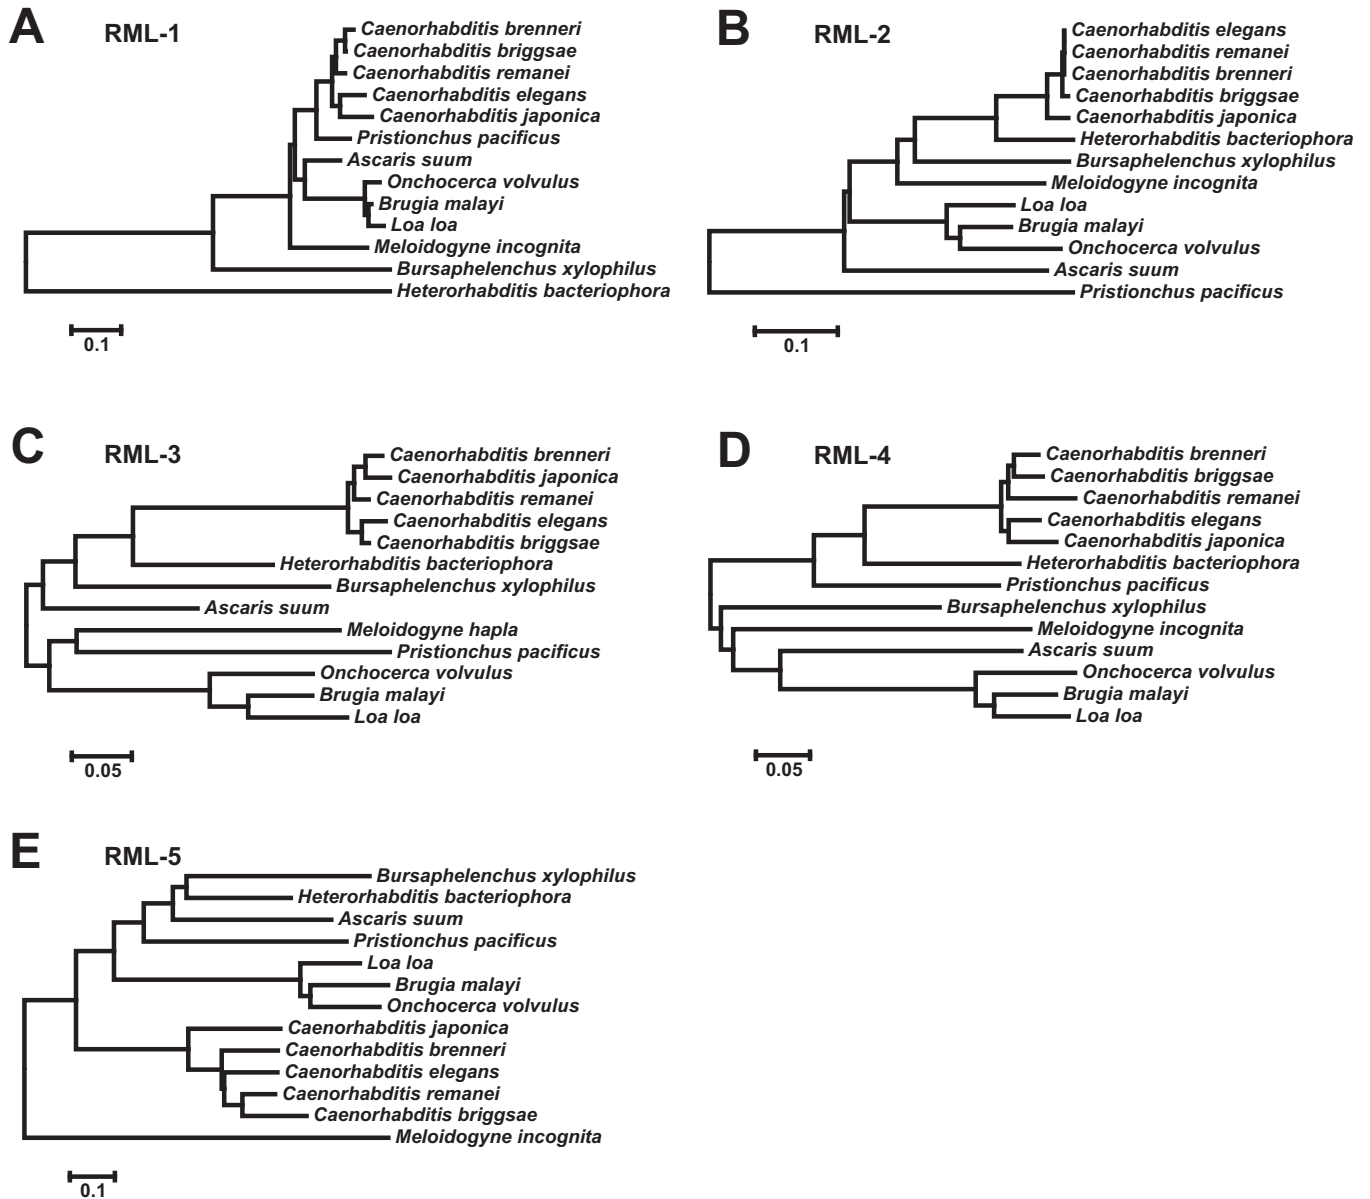 A
RML-1
Caenorhabditis brenneri
Caenorhabditis briggsae
Caenorhabditis remanei
Caenorhabditis elegans
Caenorhabditis japonica
Pristionchus pacificus
Ascaris suum
Onchocerca volvulus
Brugia malayi
Loa loa
Meloidogyne incognita
Bursaphelenchus xylophilus
Heterorhabditis bacteriophora
0.1
B
RML-2
Caenorhabditis elegans
Caenorhabditis remanei
Caenorhabditis brenneri
Caenorhabditis briggsae
Caenorhabditis japonica
Heterorhabditis bacteriophora
Bursaphelenchus xylophilus
Meloidogyne incognita
Loa loa
Brugia malayi
Onchocerca volvulus
Ascaris suum
Pristionchus pacificus
0.1
C
RML-3
Caenorhabditis brenneri
Caenorhabditis japonica
Caenorhabditis remanei
Caenorhabditis elegans
Caenorhabditis briggsae
Heterorhabditis bacteriophora
Bursaphelenchus xylophilus
Ascaris suum
Meloidogyne hapla
Pristionchus pacificus
Onchocerca volvulus
Brugia malayi
Loa loa
0.05
D
RML-4
Caenorhabditis brenneri
Caenorhabditis briggsae
Caenorhabditis remanei
Caenorhabditis elegans
Caenorhabditis japonica
Heterorhabditis bacteriophora
Pristionchus pacificus
Bursaphelenchus xylophilus
Meloidogyne incognita
Ascaris suum
Onchocerca volvulus
Brugia malayi
Loa loa
0.05
E
RML-5
Bursaphelenchus xylophilus
Heterorhabditis bacteriophora
Ascaris suum
Pristionchus pacificus
Loa loa
Brugia malayi
Onchocerca volvulus
Caenorhabditis japonica
Caenorhabditis brenneri
Caenorhabditis elegans
Caenorhabditis remanei
Caenorhabditis briggsae
Meloidogyne incognita
0.1